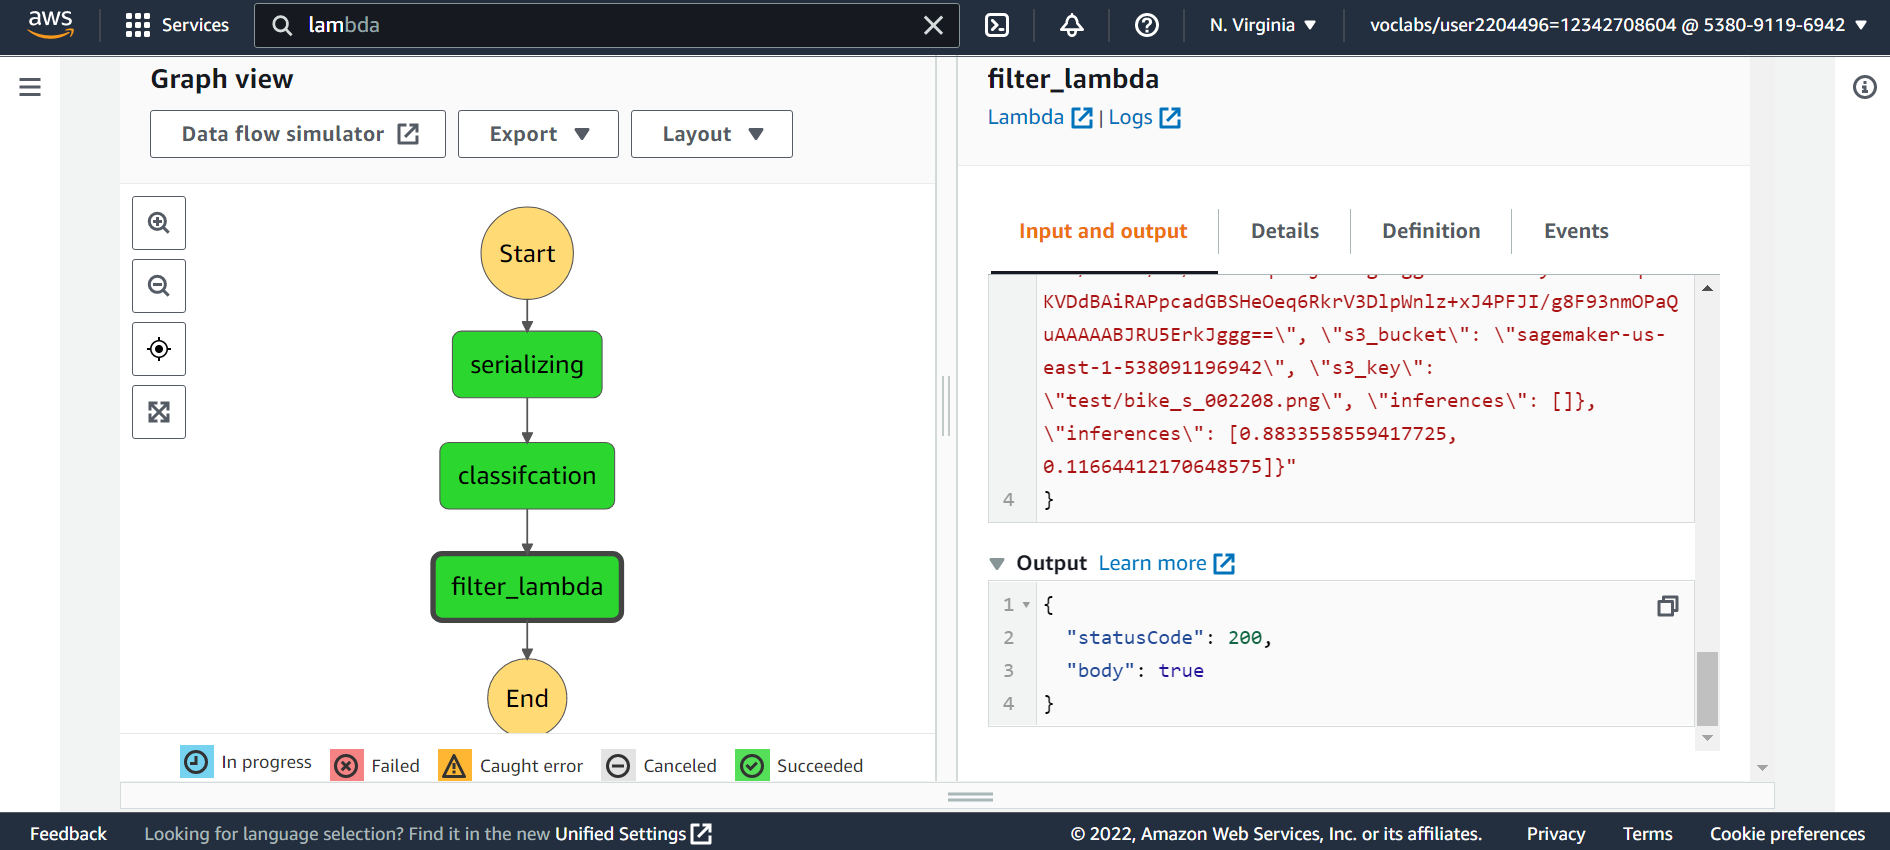 aws
Services
lambda
N. Virginia
voclabs/user2204496=12342708604 @ 5380-9119-6942
Graph view
Data flow simulator
Export
Layout
Start
serializing
classifcation
filter_lambda
End
In progress
Failed
Caught error
Canceled
Succeeded
filter_lambda
Lambda | Logs
Input and output
Details
Definition
Events
KVDdBAiRAPpcadGBSHeOeq6RkrV3DlpWnlz+xJ4PFJI/g8F93nmOPaQ
uAAAAABJRU5ErkJggg==\", \"s3_bucket\": \"sagemaker-us-
east-1-538091196942\", \"s3_key\":
\"test/bike_s_002208.png\", \"inferences\": []},
\"inferences\": [0.8833558559417725,
0.11664412170648575]}"
4 }
Output Learn more
1 {
2 "statusCode": 200,
3 "body": true
4 }
Feedback
Looking for language selection? Find it in the new Unified Settings
© 2022, Amazon Web Services, Inc. or its affiliates.
Privacy
Terms
Cookie preferences